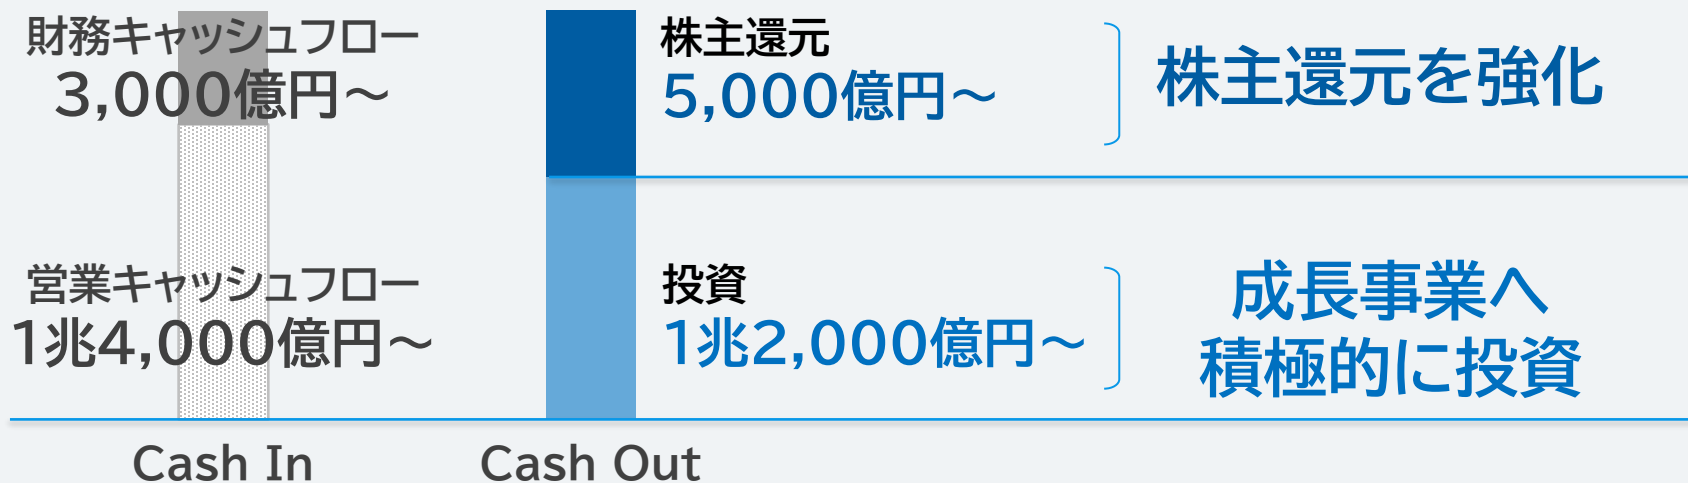 財務キャッシュフロー
3,000億円～
株主還元
5,000億円～
株主還元を強化
営業キャッシュフロー
1兆4,000億円～
投資
1兆2,000億円～
成長事業へ
積極的に投資
Cash In
Cash Out